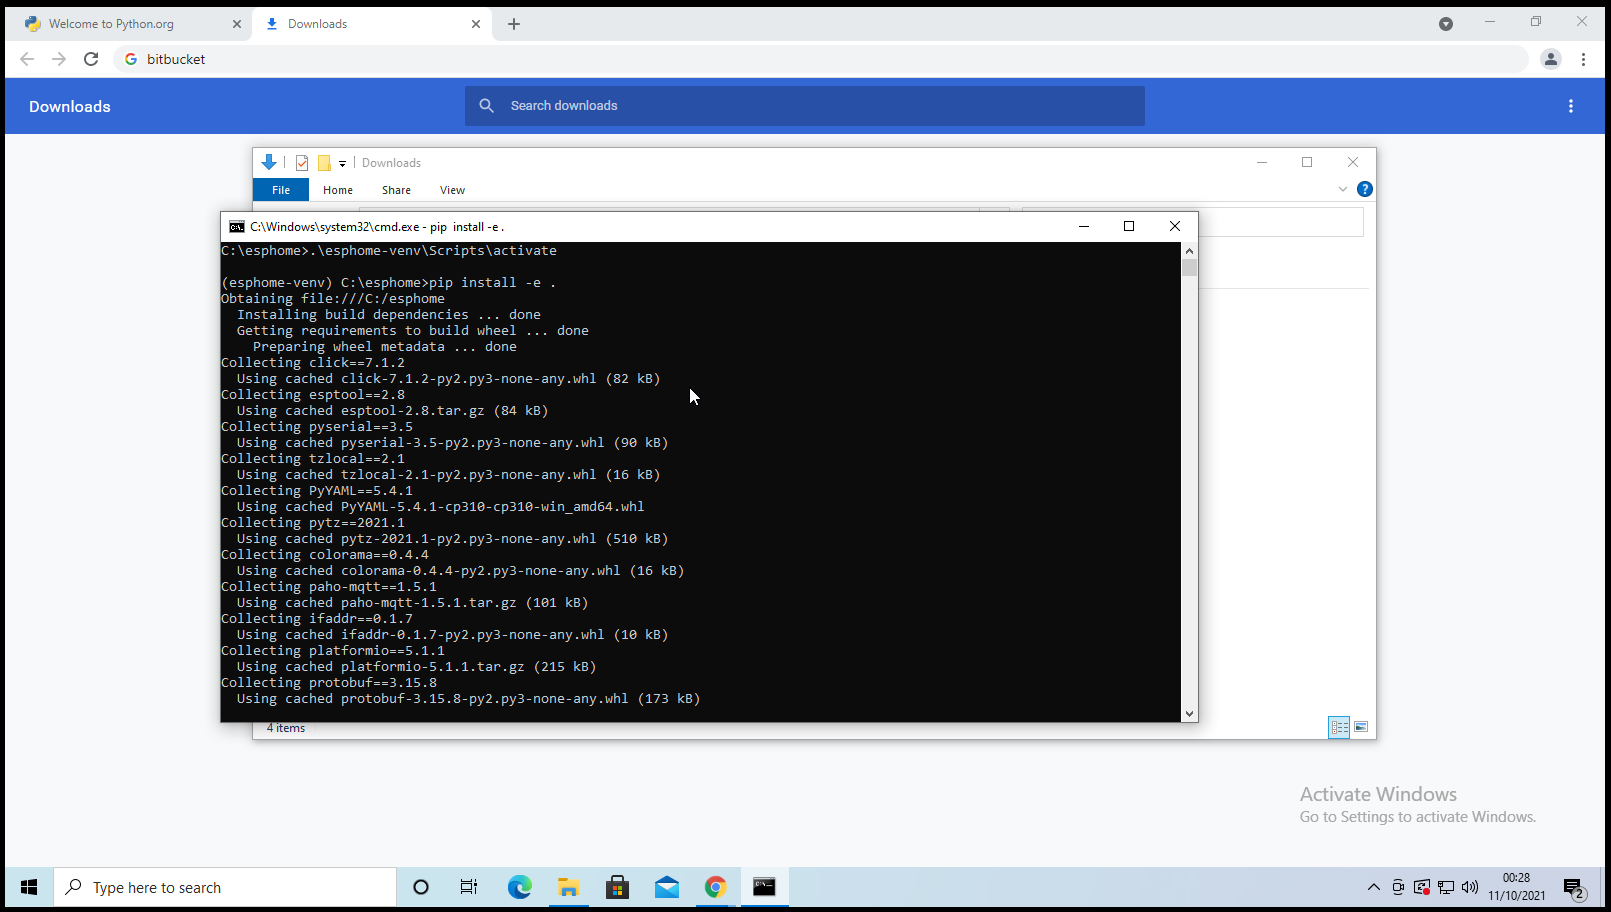 Welcome to Python.org
Downloads
bitbucket
Downloads
Search downloads
Downloads
File Home Share View
C:\Windows\system32\cmd.exe - pip install -e .
C:\esphome>.\esphome-venv\Scripts\activate
(esphome-venv) C:\esphome>pip install -e .
Obtaining file:///C:/esphome
Installing build dependencies ... done
Getting requirements to build wheel ... done
Preparing wheel metadata ... done
Collecting click==7.1.2
Using cached click-7.1.2-py2.py3-none-any.whl (82 kB)
Collecting esptool==2.8
Using cached esptool-2.8.tar.gz (84 kB)
Collecting pyserial==3.5
Using cached pyserial-3.5-py2.py3-none-any.whl (90 kB)
Collecting tzlocal==2.1
Using cached tzlocal-2.1-py2.py3-none-any.whl (16 kB)
Collecting PyYAML==5.4.1
Using cached PyYAML-5.4.1-cp310-cp310-win_amd64.whl
Collecting pytz==2021.1
Using cached pytz-2021.1-py2.py3-none-any.whl (510 kB)
Collecting colorama==0.4.4
Using cached colorama-0.4.4-py2.py3-none-any.whl (16 kB)
Collecting paho-mqtt==1.5.1
Using cached paho-mqtt-1.5.1.tar.gz (101 kB)
Collecting ifaddr==0.1.7
Using cached ifaddr-0.1.7-py2.py3-none-any.whl (10 kB)
Collecting platformio==5.1.1
Using cached platformio-5.1.1.tar.gz (215 kB)
Collecting protobuf==3.15.8
Using cached protobuf-3.15.8-py2.py3-none-any.whl (173 kB)
4 items
Activate Windows
Go to Settings to activate Windows.
Type here to search
00:28
11/10/2021
2